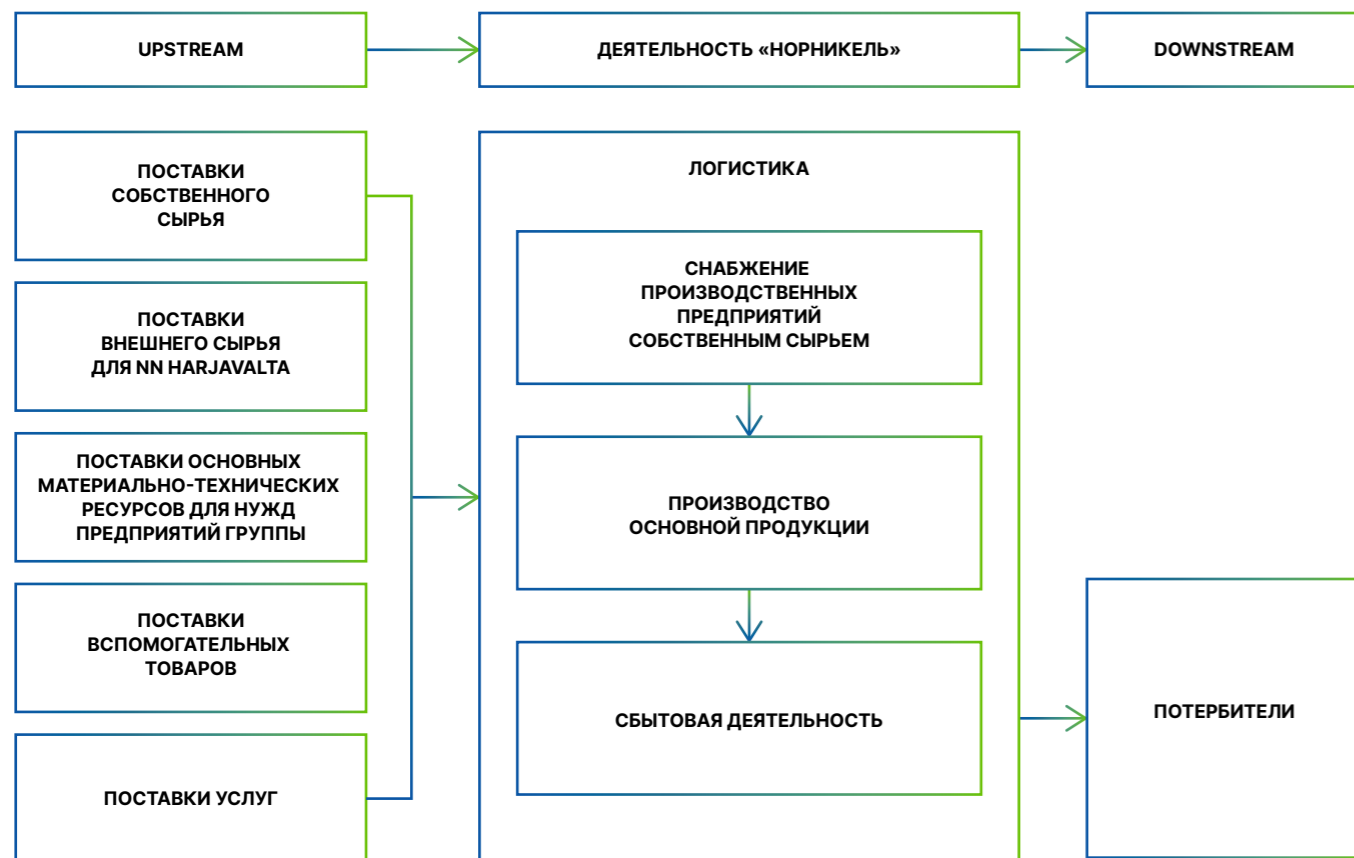 UPSTREAM
ДЕЯТЕЛЬНОСТЬ «НОРНИКЕЛЬ»
DOWNSTREAM
ПОСТАВКИ
СОБСТВЕННОГО
СЫРЬЯ
ПОСТАВКИ
ВНЕШНЕГО СЫРЬЯ
ДЛЯ NN HARJAVALTA
ПОСТАВКИ ОСНОВНЫХ
МАТЕРИАЛЬНО-ТЕХНИЧЕСКИХ
РЕСУРСОВ ДЛЯ НУЖД
ПРЕДПРИЯТИЙ ГРУППЫ
ПОСТАВКИ
ВСПОМОГАТЕЛЬНЫХ
ТОВАРОВ
ПОСТАВКИ УСЛУГ
ЛОГИСТИКА
СНАБЖЕНИЕ
ПРОИЗВОДСТВЕННЫХ
ПРЕДПРИЯТИЙ
СОБСТВЕННЫМ СЫРЬЕМ
ПРОИЗВОДСТВО
ОСНОВНОЙ ПРОДУКЦИИ
СБЫТОВАЯ ДЕЯТЕЛЬНОСТЬ
ПОТЕРБИТЕЛИ